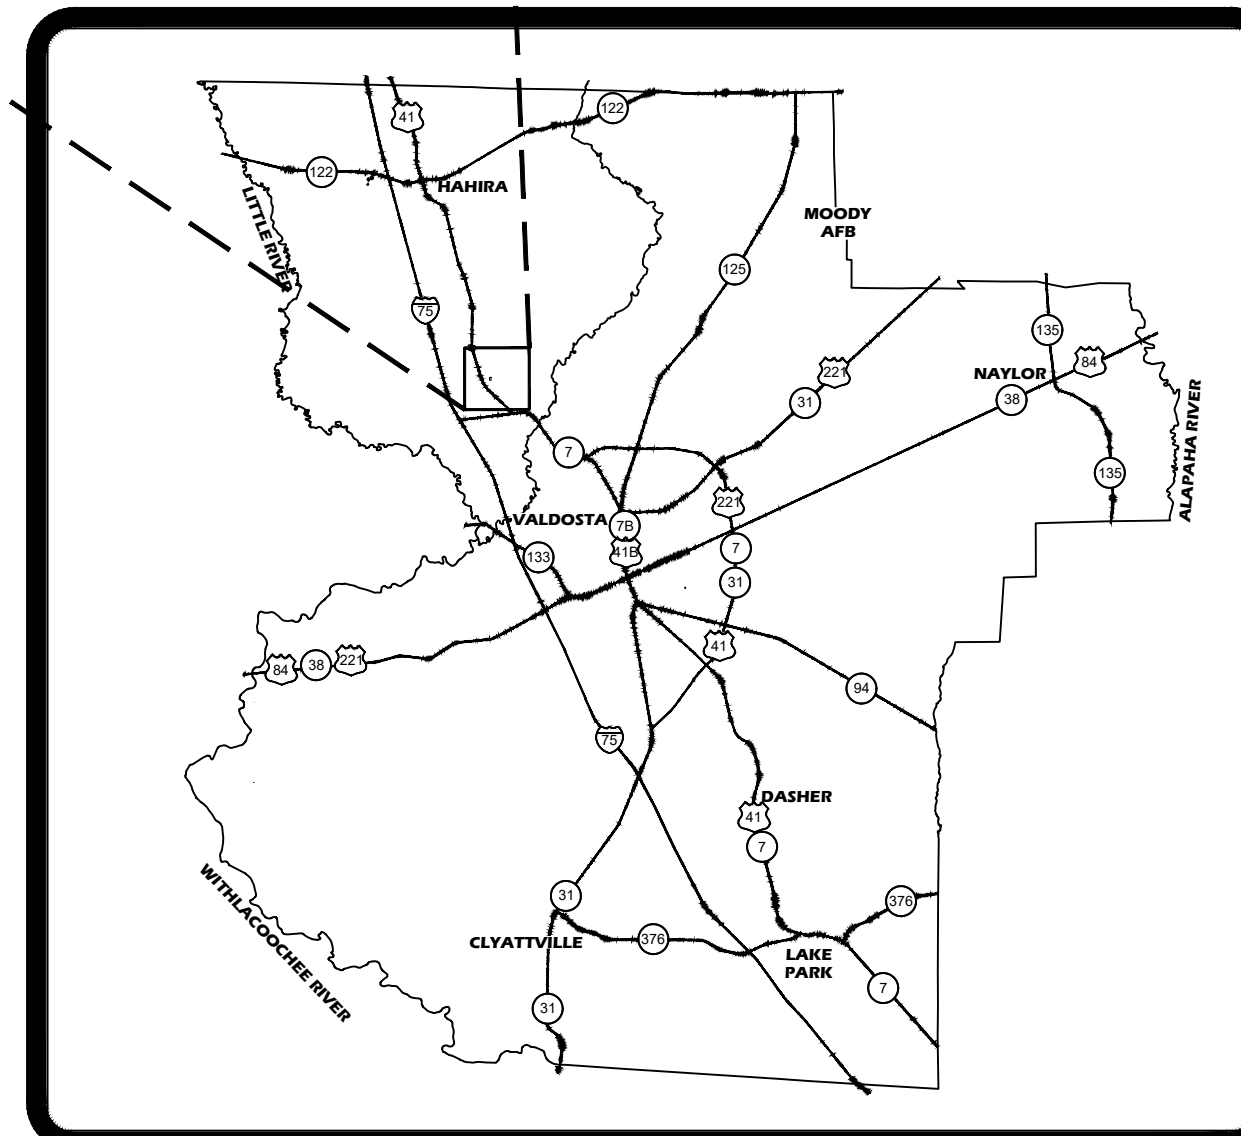 122
41
122
HAHIRA
LITTLE RIVER
MOODY
AFB
125
75
135
221
84
NAYLOR
31
38
7
135
ALAPAHA RIVER
221
VALDOSTA
7B
41B
133
7
31
41
84
38
221
94
75
DASHER
41
7
WITHLACOOCHEE RIVER
31
376
CLYATTVILLE
376
LAKE
PARK
7
31